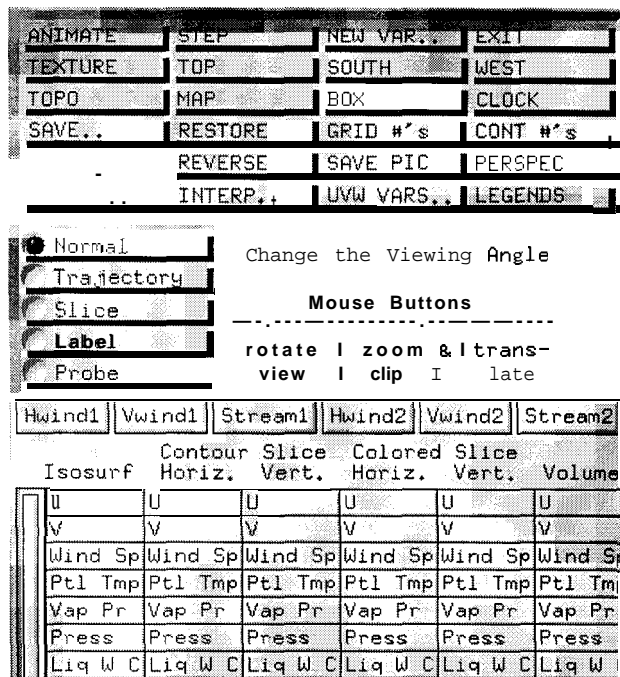 ANIMATE STEP NEW VAR.. EXIT
TEXTURE TOP SOUTH WEST
TOPO MAP BOX CLOCK
SAVE.. RESTORE GRID #'s CONT #'s
REVERSE SAVE PIC PERSPEC
INTERP.. UVW VARS.. LEGENDS
Normal
Trajectory
Slice
Label
Probe
Change the Viewing Angle
Mouse Buttons
rotate | zoom & | trans-
view | clip | late
Hwind1 Vwind1 Stream1 Hwind2 Vwind2 Stream2
Contour Slice Colored Slice
Isosurf Horiz. Vert. Horiz. Vert. Volume
U U U U U U
V V V V V V
Wind Sp Wind Sp Wind Sp Wind Sp Wind Sp Wind Sp
Ptl Tmp Ptl Tmp Ptl Tmp Ptl Tmp Ptl Tmp Ptl Tm
Vap Pr Vap Pr Vap Pr Vap Pr Vap Pr Vap Pr
Press Press Press Press Press Press
Liq W C Liq W C Liq W C Liq W C Liq W C Liq W